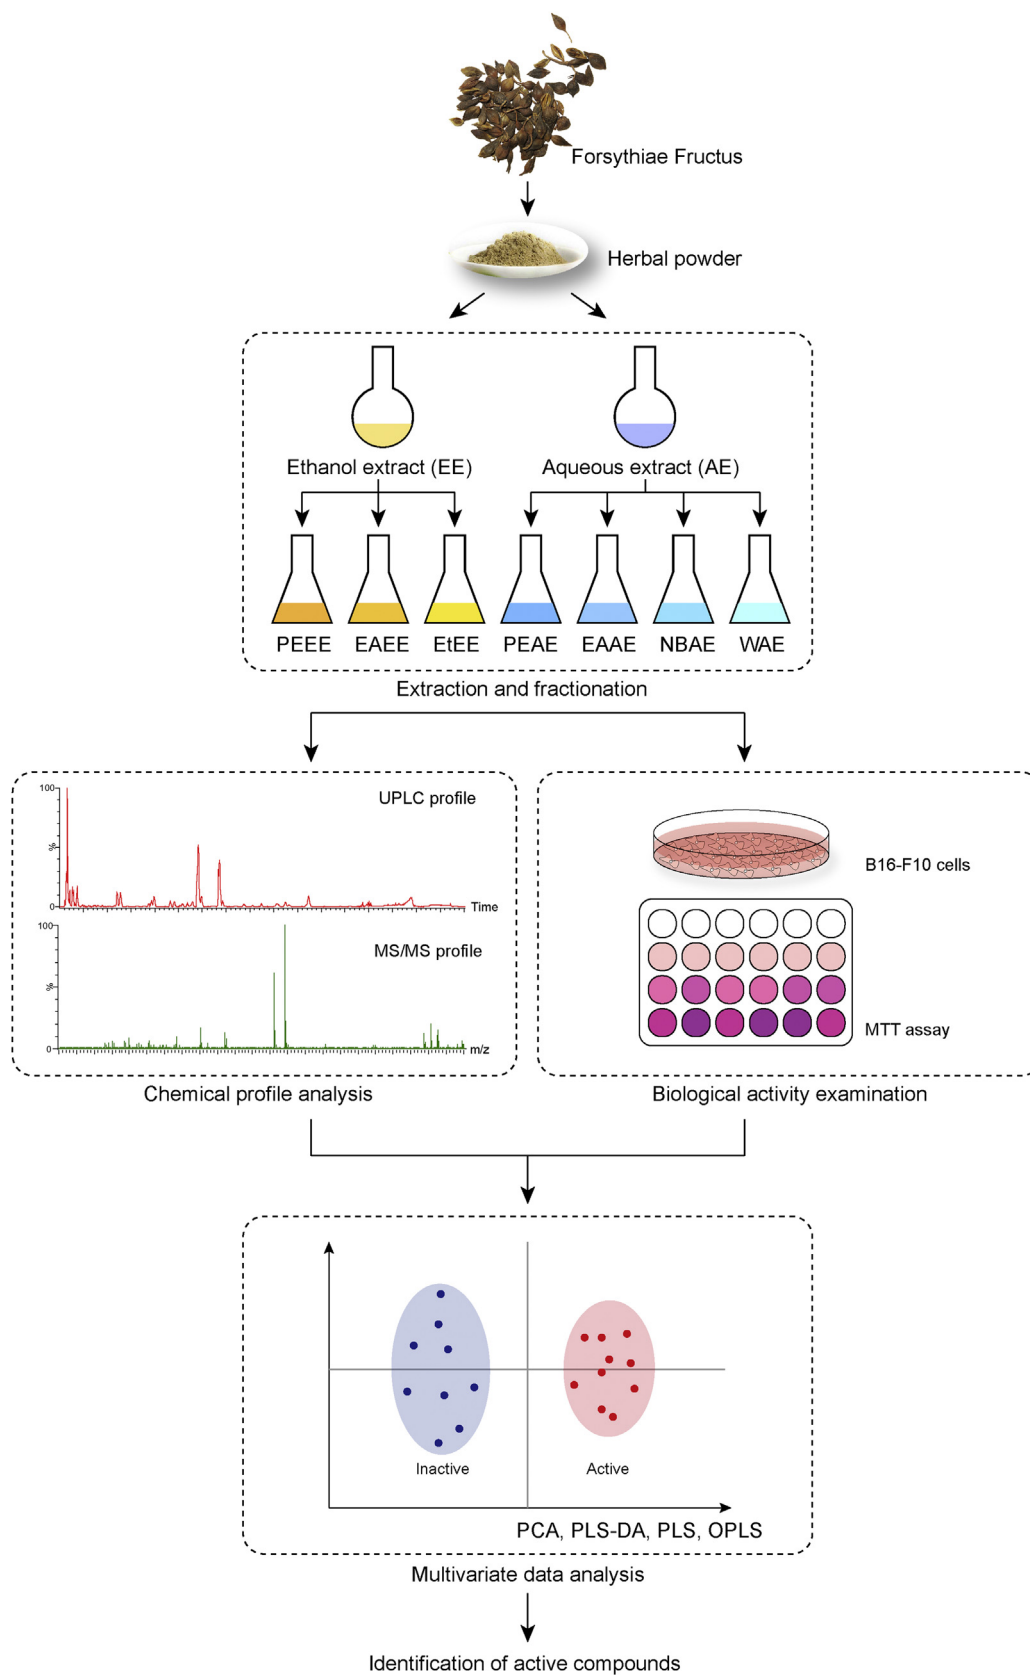 Forsythiae Fructus
Herbal powder
Ethanol extract (EE)
Aqueous extract (AE)
PEEE EAEE EtEE PEAE EAAE NBAE WAE
Extraction and fractionation
100
UPLC profile
%
0
Time
100
MS/MS profile
%
0
m/z
Chemical profile analysis
B16-F10 cells
MTT assay
Biological activity examination
Inactive
Active
PCA, PLS-DA, PLS, OPLS
Multivariate data analysis
Identification of active compounds